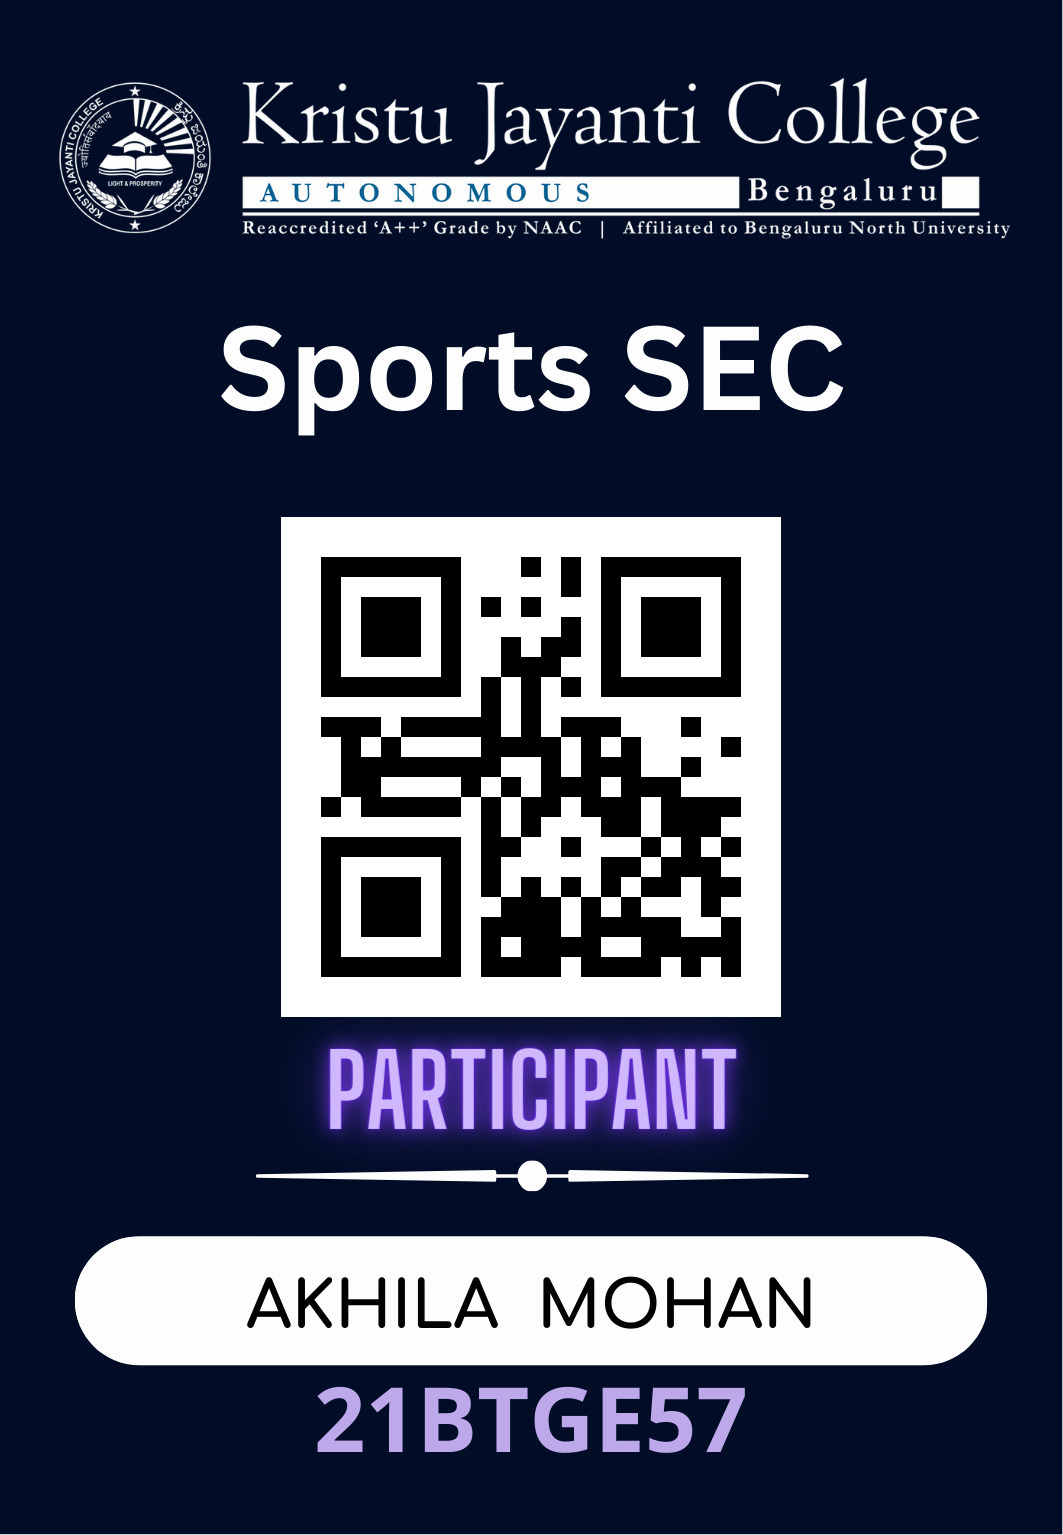 Kristu Jayanti College
AUTONOMOUS Bengaluru
Reaccredited ‘A++’ Grade by NAAC | Affiliated to Bengaluru North University
KRISTU JAYANTI COLLEGE
LIGHT & PROSPERITY
Sports SEC
PARTICIPANT
AKHILA MOHAN
21BTGE57